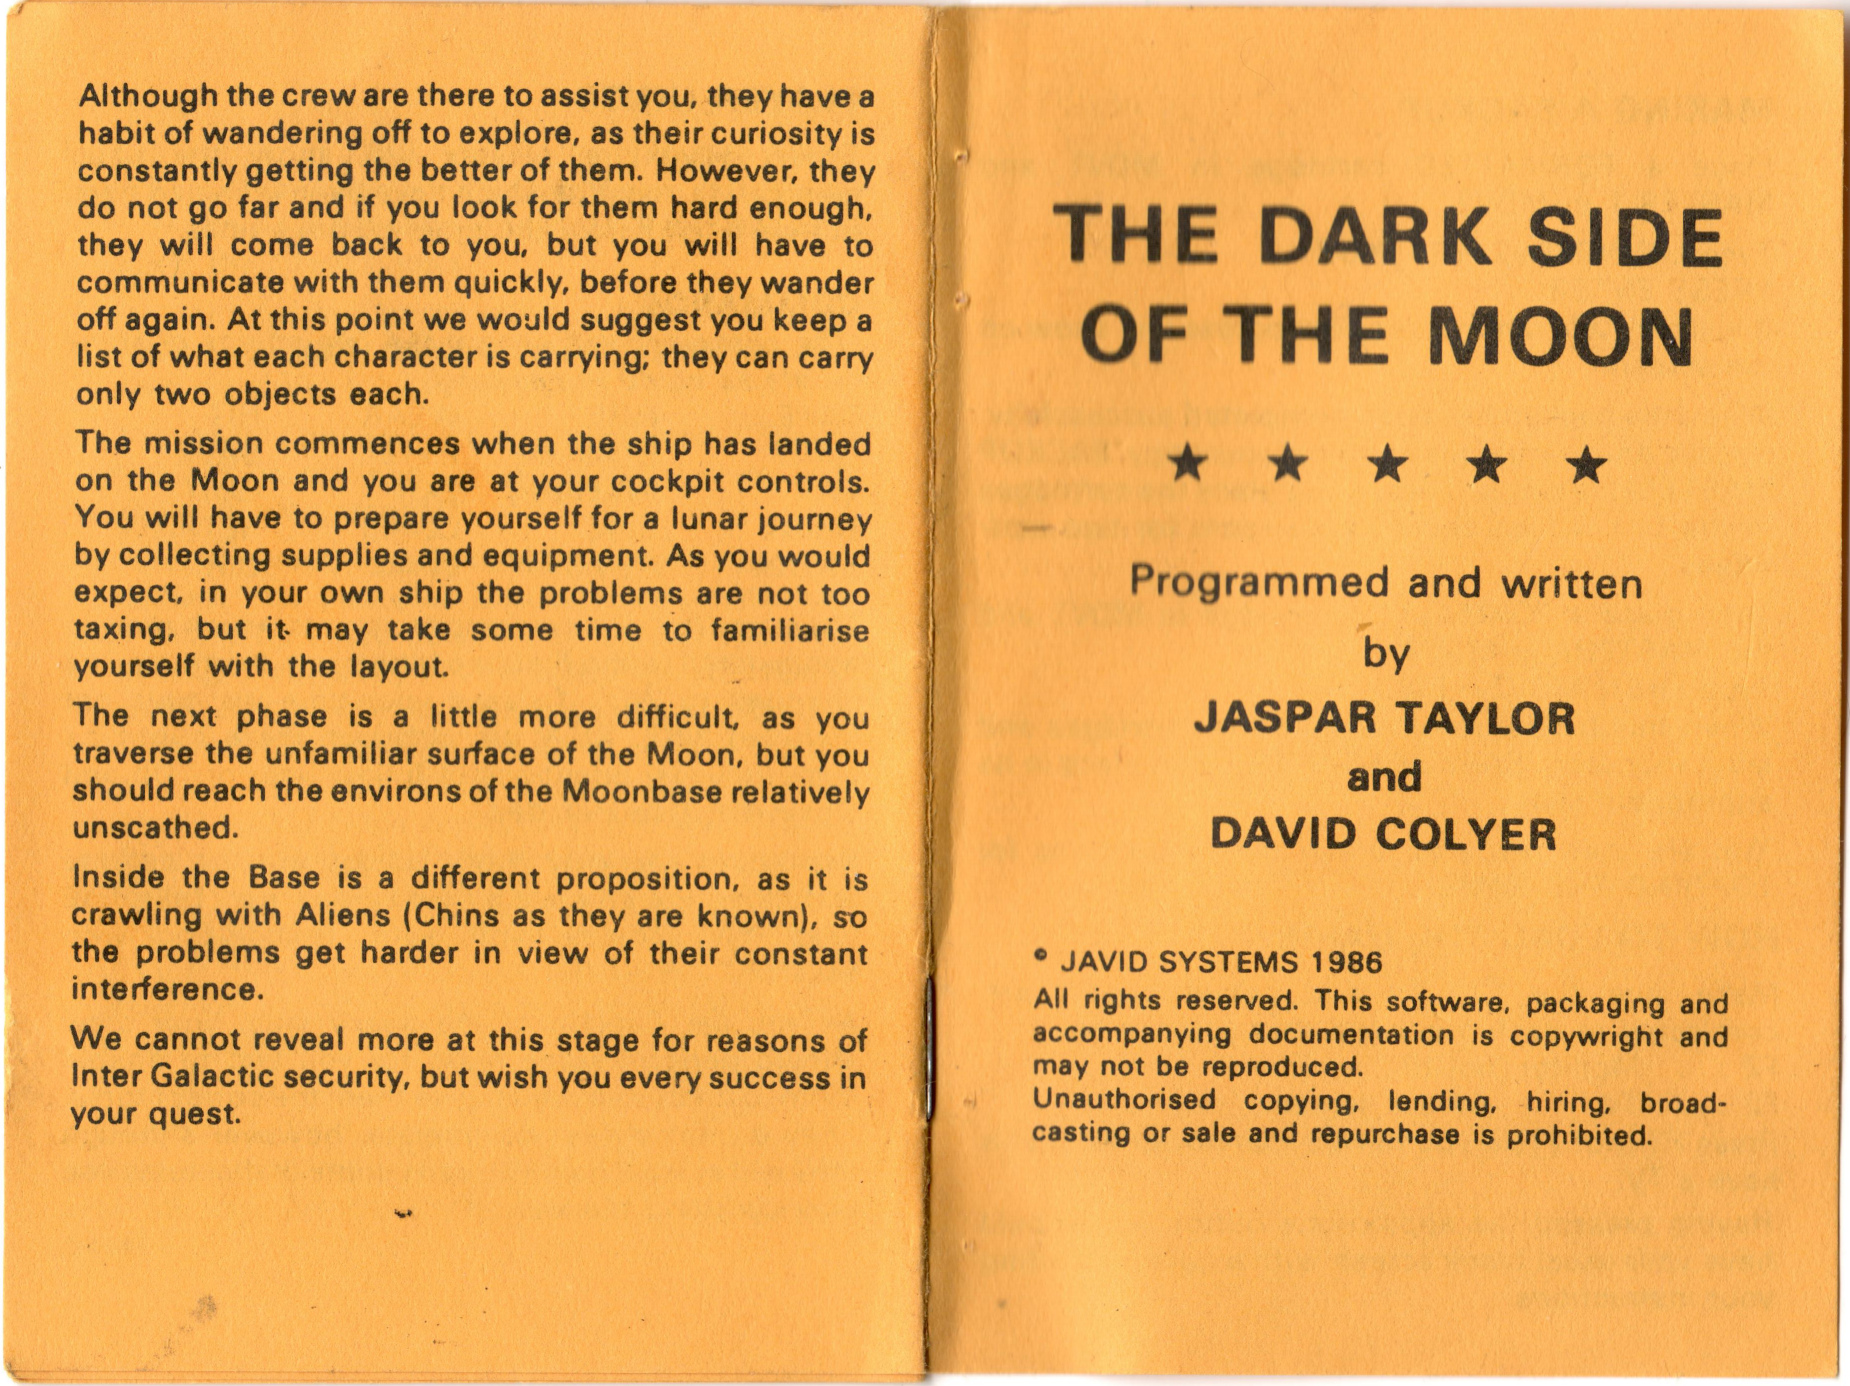 Although the crew are there to assist you, they have a
habit of wandering off to explore, as their curiosity is
constantly getting the better of them. However, they
do not go far and if you look for them hard enough,
they will come back to you, but you will have to
communicate with them quickly, before they wander
off again. At this point we would suggest you keep a
list of what each character is carrying; they can carry
only two objects each.
The mission commences when the ship has landed
on the Moon and you are at your cockpit controls.
You will have to prepare yourself for a lunar journey
by collecting supplies and equipment. As you would
expect, in your own ship the problems are not too
taxing, but it may take some time to familiarise
yourself with the layout.
The next phase is a little more difficult, as you
traverse the unfamiliar surface of the Moon, but you
should reach the environs of the Moonbase relatively
unscathed.
Inside the Base is a different proposition, as it is
crawling with Aliens (Chins as they are known), so
the problems get harder in view of their constant
interference.
We cannot reveal more at this stage for reasons of
Inter Galactic security, but wish you every success in
your quest.
THE DARK SIDE
OF THE MOON
★ ★ ★ ★ ★
Programmed and written
by
JASPAR TAYLOR
and
DAVID COLYER
© JAVID SYSTEMS 1986
All rights reserved. This software, packaging and
accompanying documentation is copywright and
may not be reproduced.
Unauthorised copying, lending, hiring, broad-
casting or sale and repurchase is prohibited.